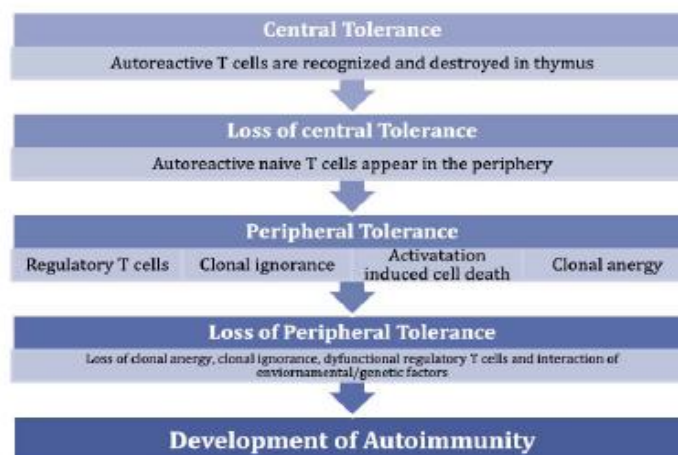 Central Tolerance
Autoreactive T cells are recognized and destroyed in thymus
Loss of central Tolerance
Autoreactive naive T cells appear in the periphery
Peripheral Tolerance
Regulatory T cells
Clonal ignorance
Activatation
induced cell death
Clonal anergy
Loss of Peripheral Tolerance
Loss of clonal anergy, clonal ignorance, dyfunctional regulatory T cells and interaction of
enviornamental/genetic factors
Development of Autoimmunity